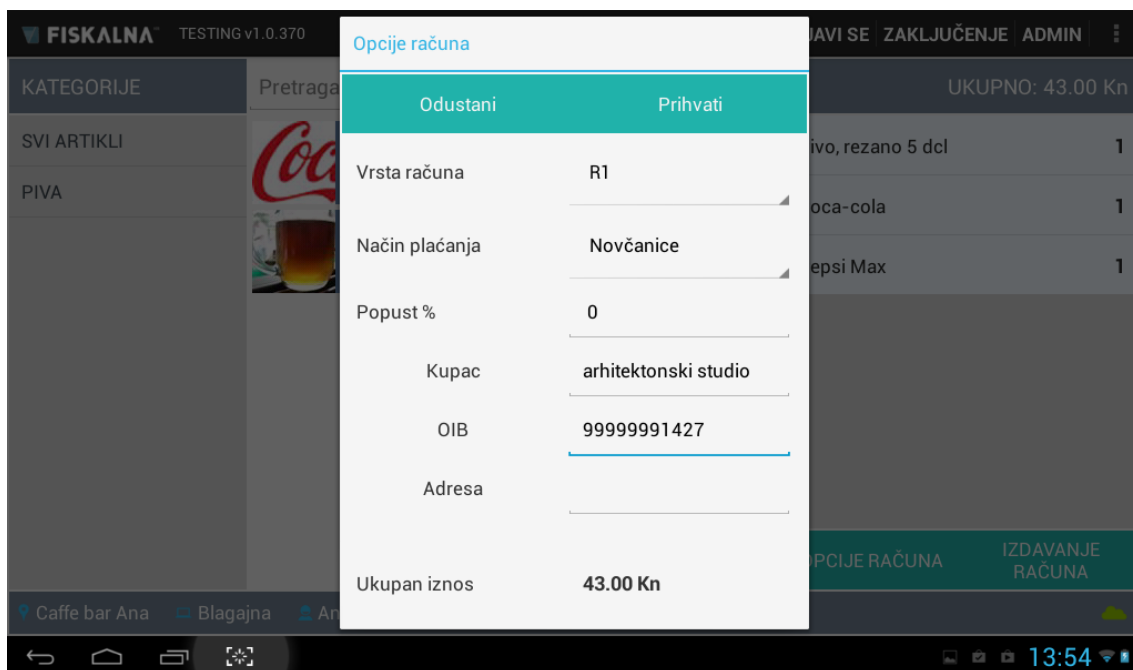 FISKALNA TESTING v1.0.370
JAVI SE ZAKLJUČENJE ADMIN
KATEGORIJE
Pretraga
UKUPNO: 43.00 Kn
SVI ARTIKLI
PIVA
Coca
ivo, rezano 5 dcl 1
oca-cola 1
epsi Max 1
Opcije računa
Odustani Prihvati
Vrsta računa R1
Način plaćanja Novčanice
Popust % 0
Kupac arhitektonski studio
OIB 99999991427
Adresa
Ukupan iznos 43.00 Kn
OPCIJE RAČUNA
IZDAVANJE
RAČUNA
Caffe bar Ana Blagajna An
13:54